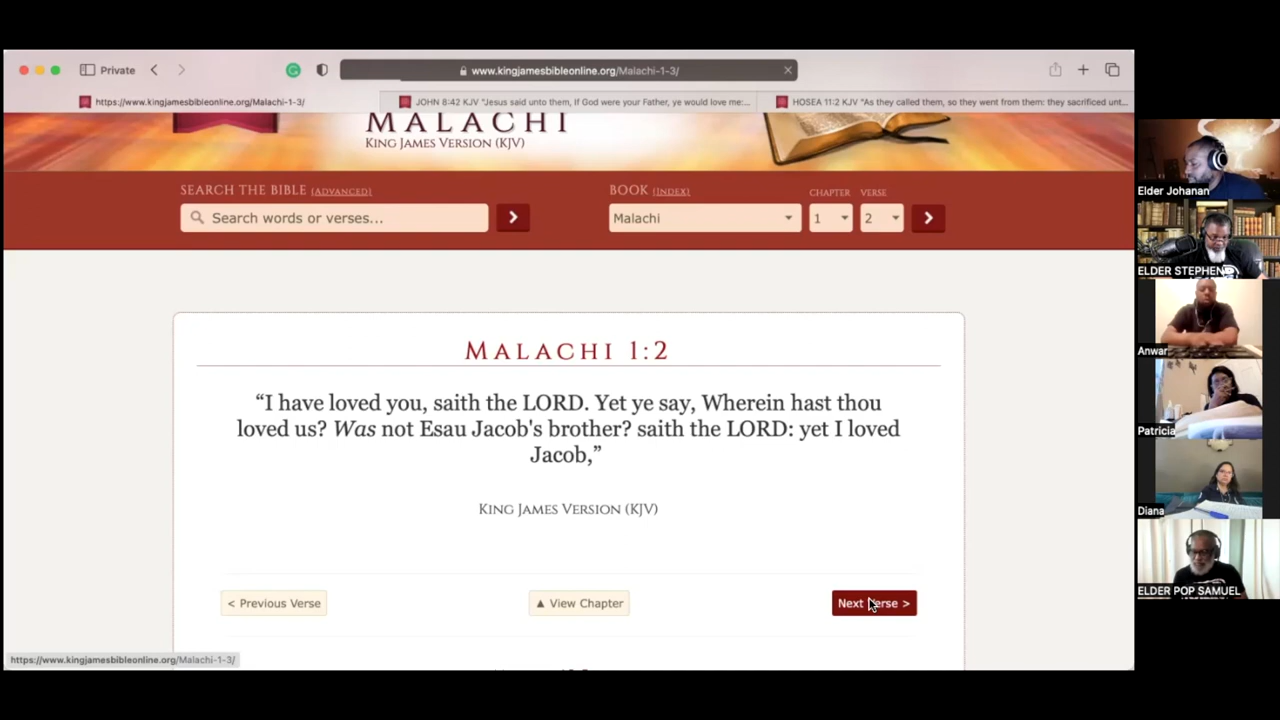 Private
www.kingjamesbibleonline.org/Malachi-1-3/
https://www.kingjamesbibleonline.org/Malachi-1-3/
JOHN 8:42 KJV "Jesus said unto them, If God were your Father, ye would love me:...
HOSEA 11:2 KJV "As they called them, so they went from them: they sacrificed unt...
MALACHI
KING JAMES VERSION (KJV)
SEARCH THE BIBLE (ADVANCED)
Search words or verses...
BOOK (INDEX)
CHAPTER
VERSE
Malachi
1
2
MALACHI 1:2
“I have loved you, saith the LORD. Yet ye say, Wherein hast thou
loved us? Was not Esau Jacob's brother? saith the LORD: yet I loved
Jacob,”
KING JAMES VERSION (KJV)
< Previous Verse
▲ View Chapter
Next Verse >
https://www.kingjamesbibleonline.org/Malachi-1-3/
Elder Johanan
ELDER STEPHEN
Anwar
Patricia
Diana
ELDER POP SAMUEL